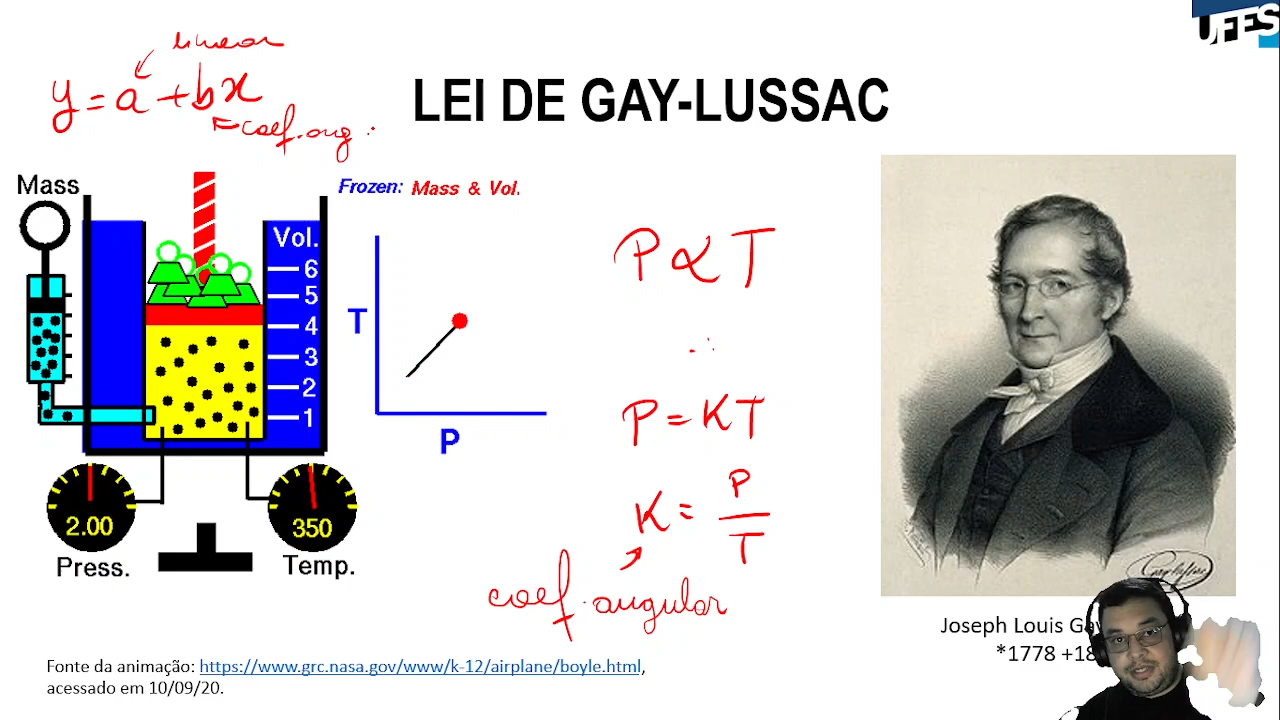 UFES
linear
y = a + bx
coef. ang.
LEI DE GAY-LUSSAC
Mass
Frozen: Mass & Vol.
Vol.
6
5
4
3
2
1
T
P
2.00
350
Press.
Temp.
P ∝ T
∴
P = KT
K = P/T
coef. angular
Joseph Louis
*1778 +18
Fonte da animação: https://www.grc.nasa.gov/www/k-12/airplane/boyle.html,
acessado em 10/09/20.